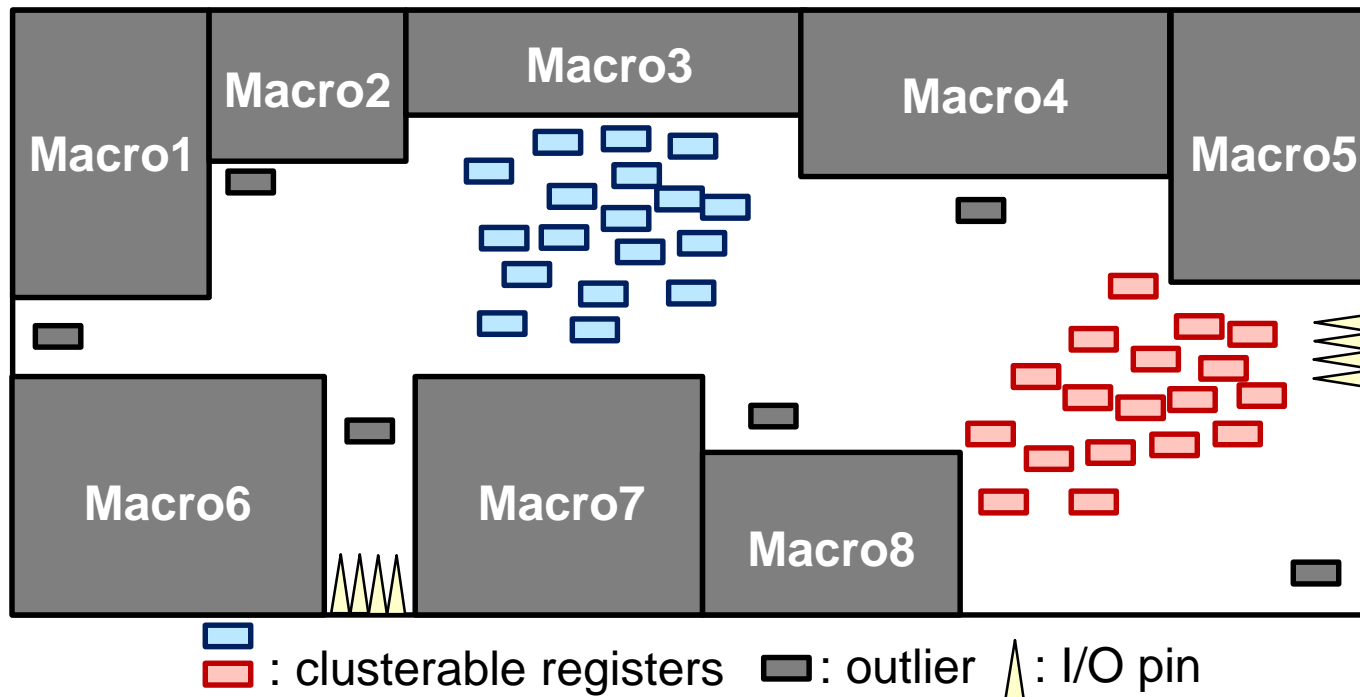 Macro1
Macro2
Macro3
Macro4
Macro5
Macro6
Macro7
Macro8
: clusterable registers : outlier : I/O pin